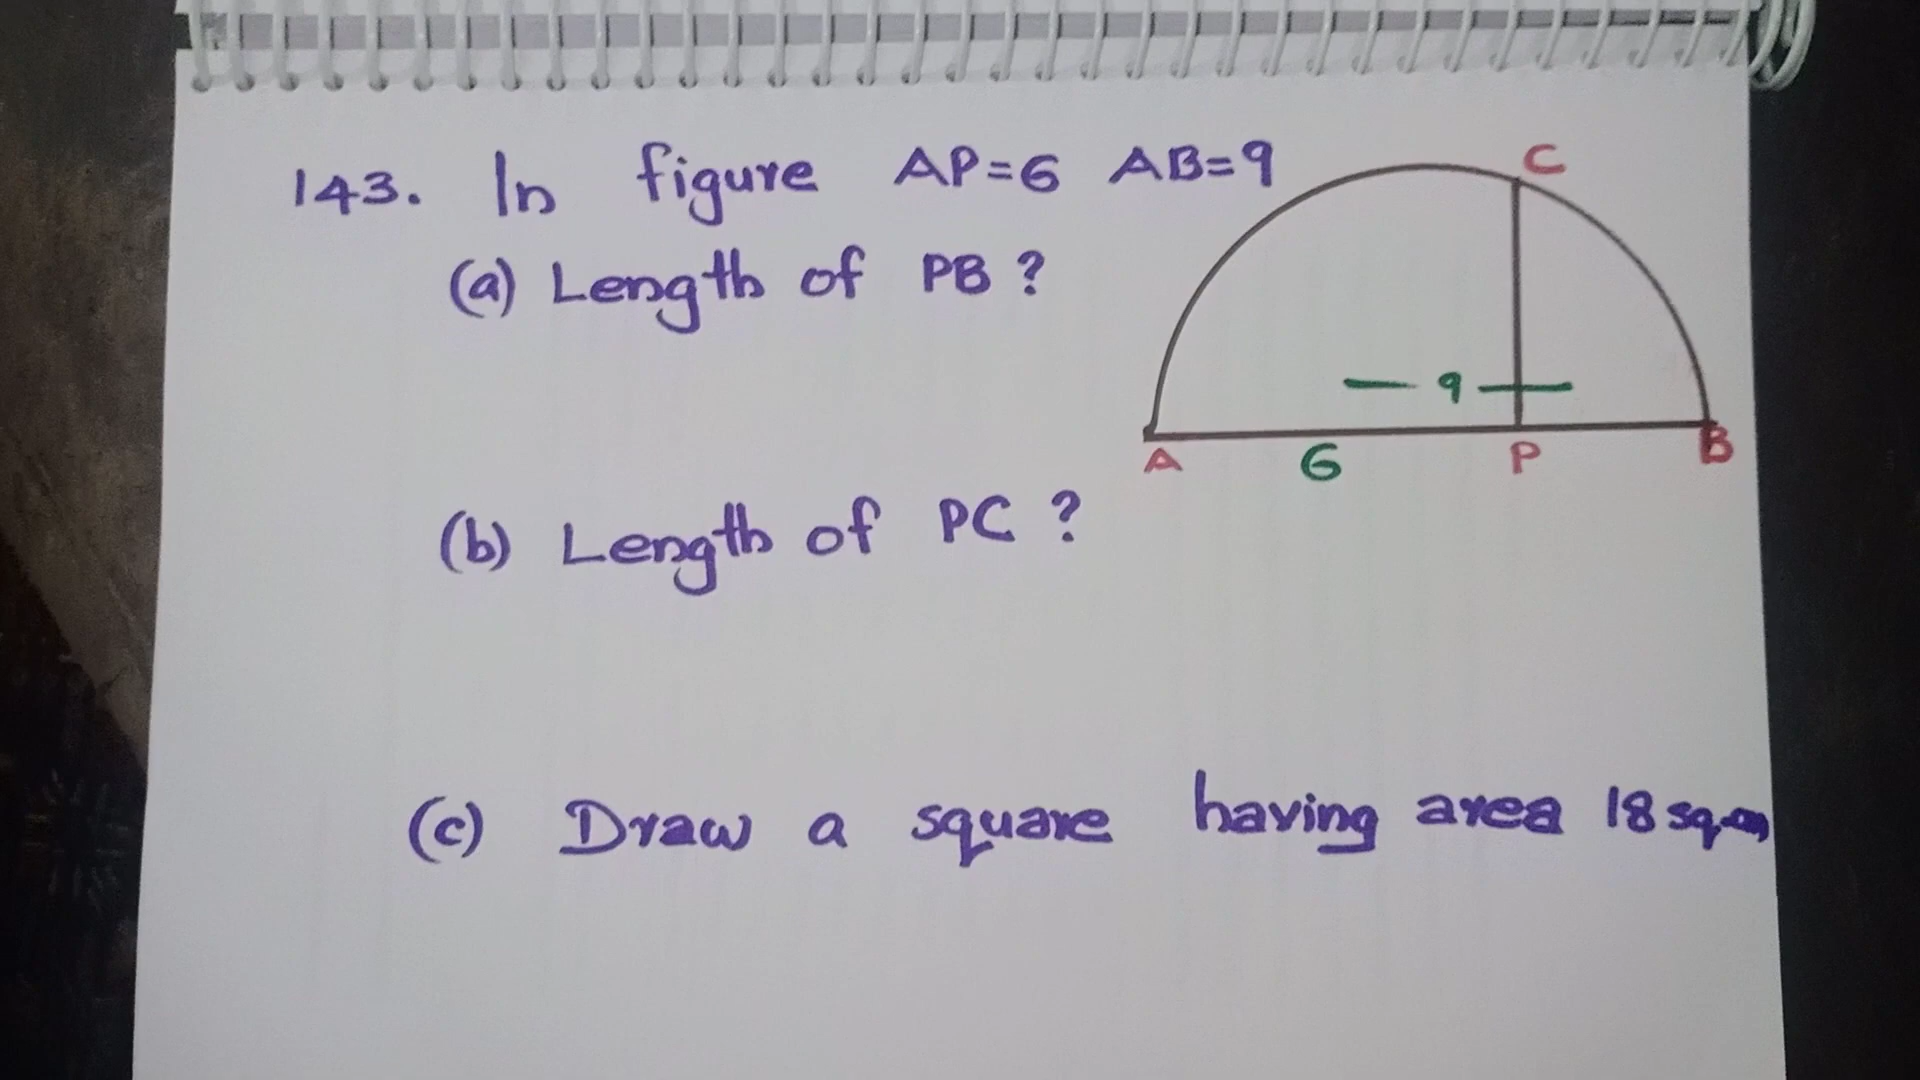 143. In figure AP=6 AB=9
(a) Length of PB ?
C
9
A 6 P B
(b) Length of PC ?
(c) Draw a square having area 18 sq.cm